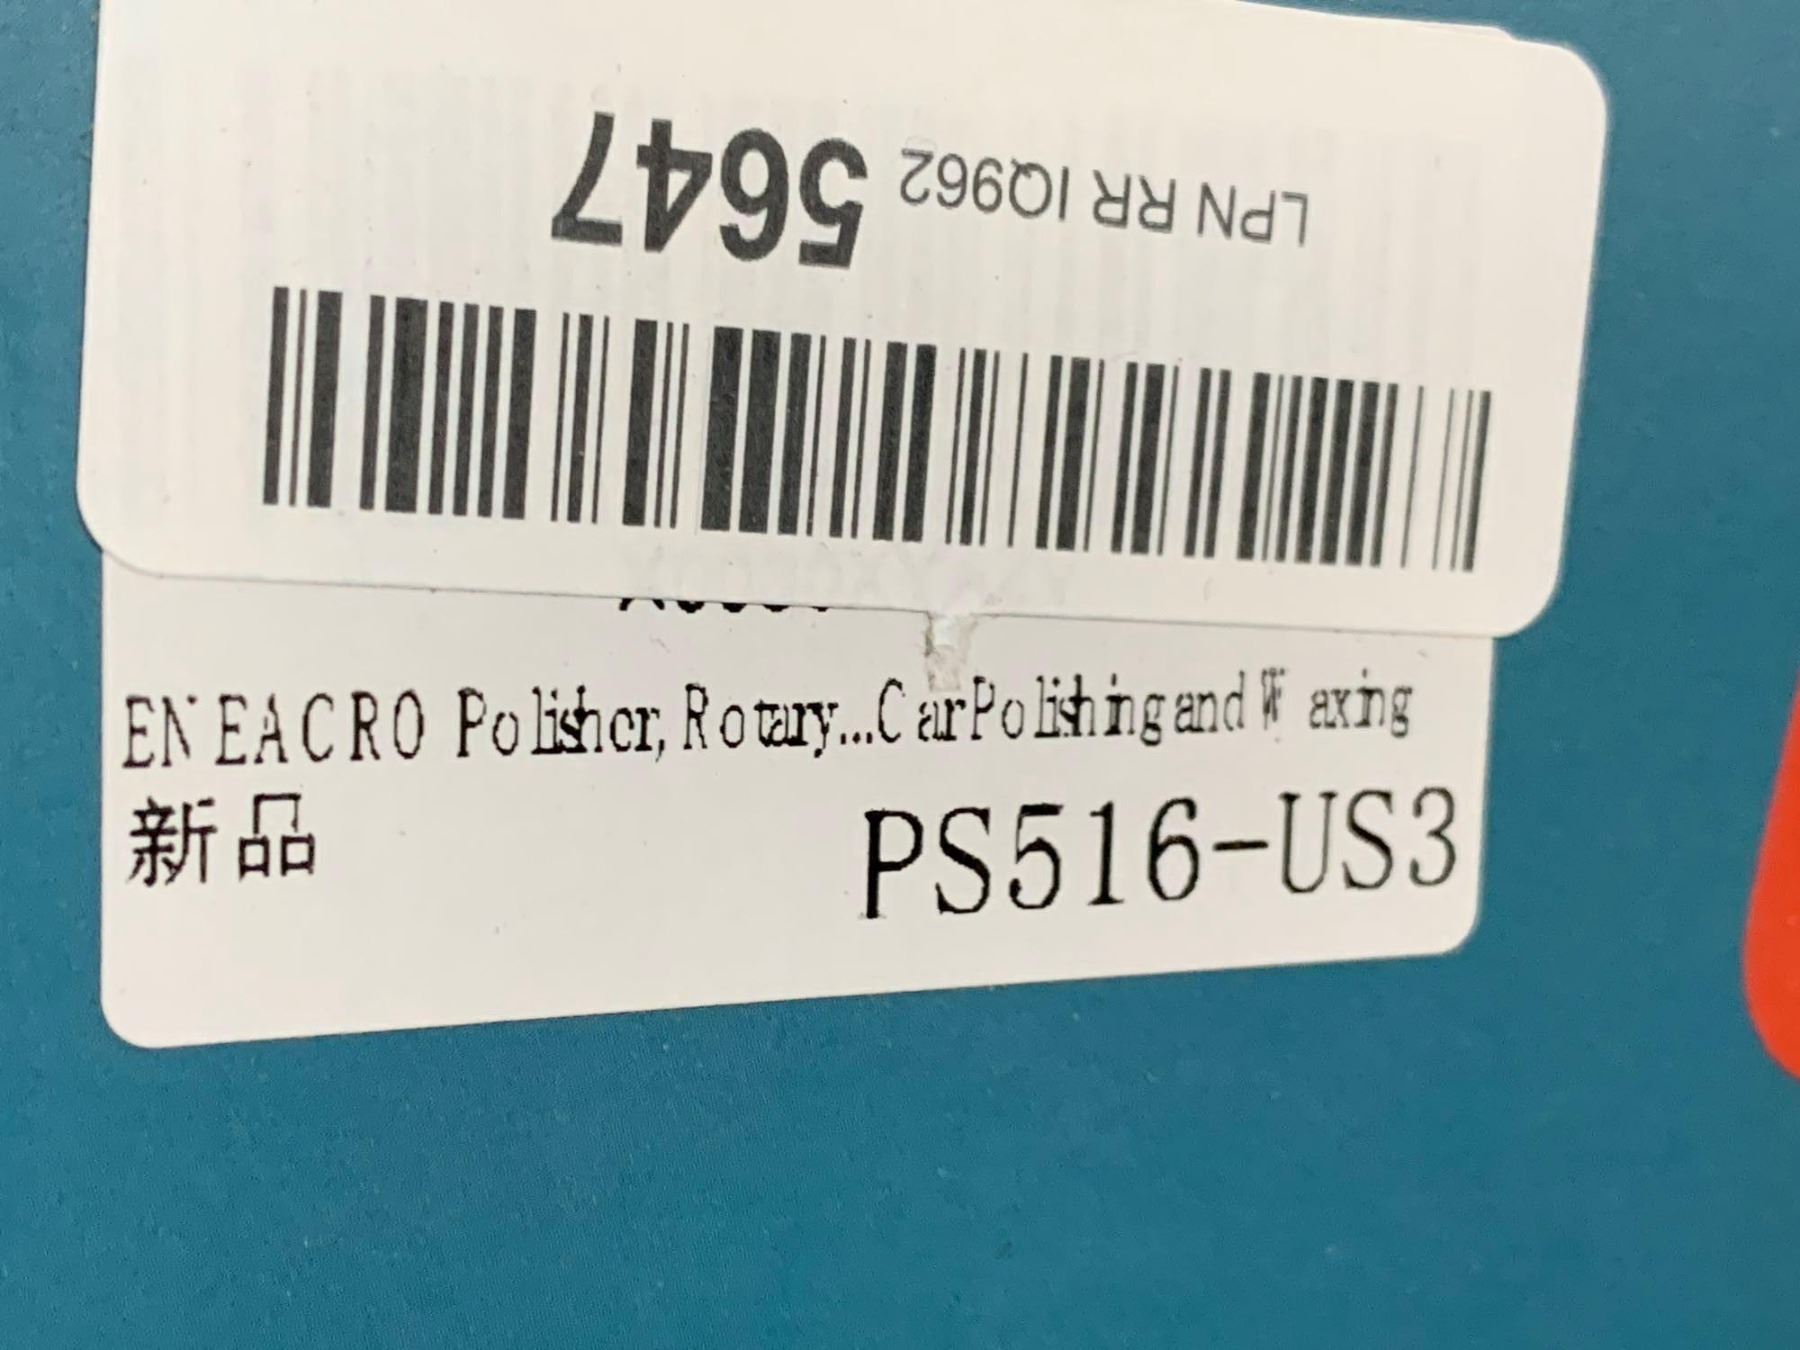 LPN RR IQ962 5647
ENEACRO Polisher, Rotary...Car Polishing and Waxing
新品
PS516-US3